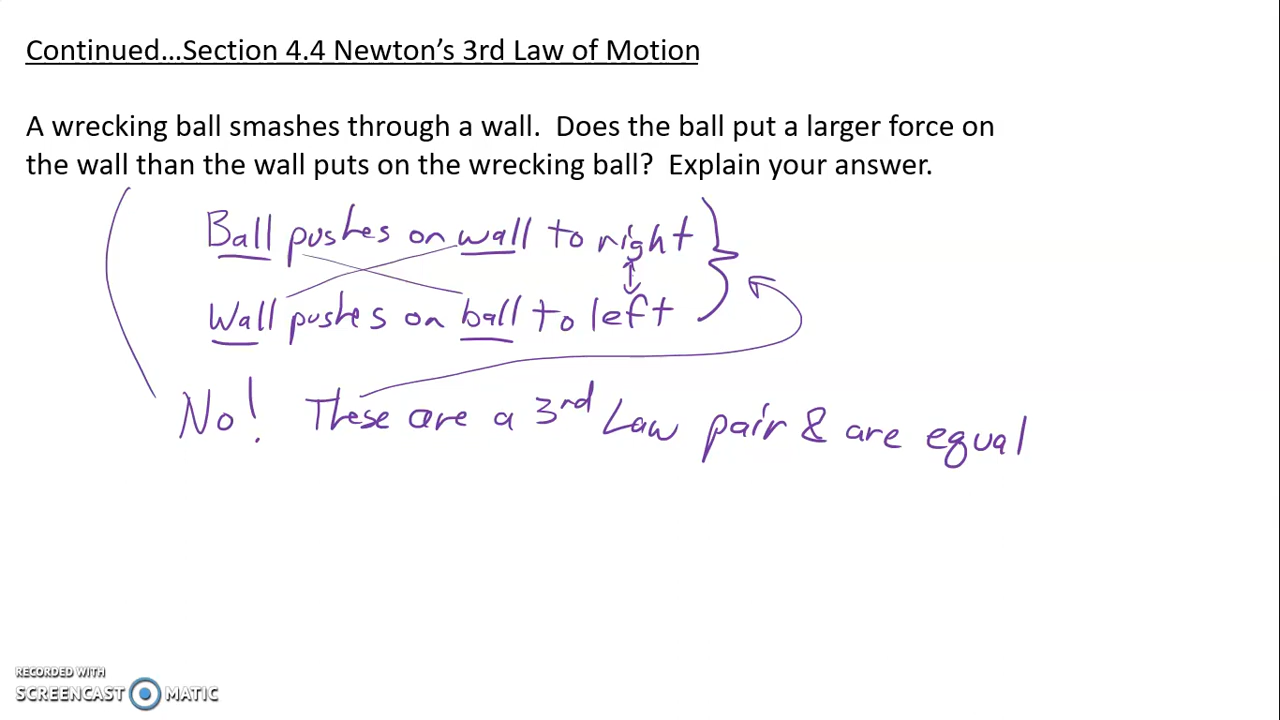 Continued...Section 4.4 Newton's 3rd Law of Motion
A wrecking ball smashes through a wall.  Does the ball put a larger force on
the wall than the wall puts on the wrecking ball?  Explain your answer.
Ball pushes on wall to right
Wall pushes on ball to left
No! These are a 3rd Law pair & are equal
RECORDED WITH
SCREENCAST MATIC